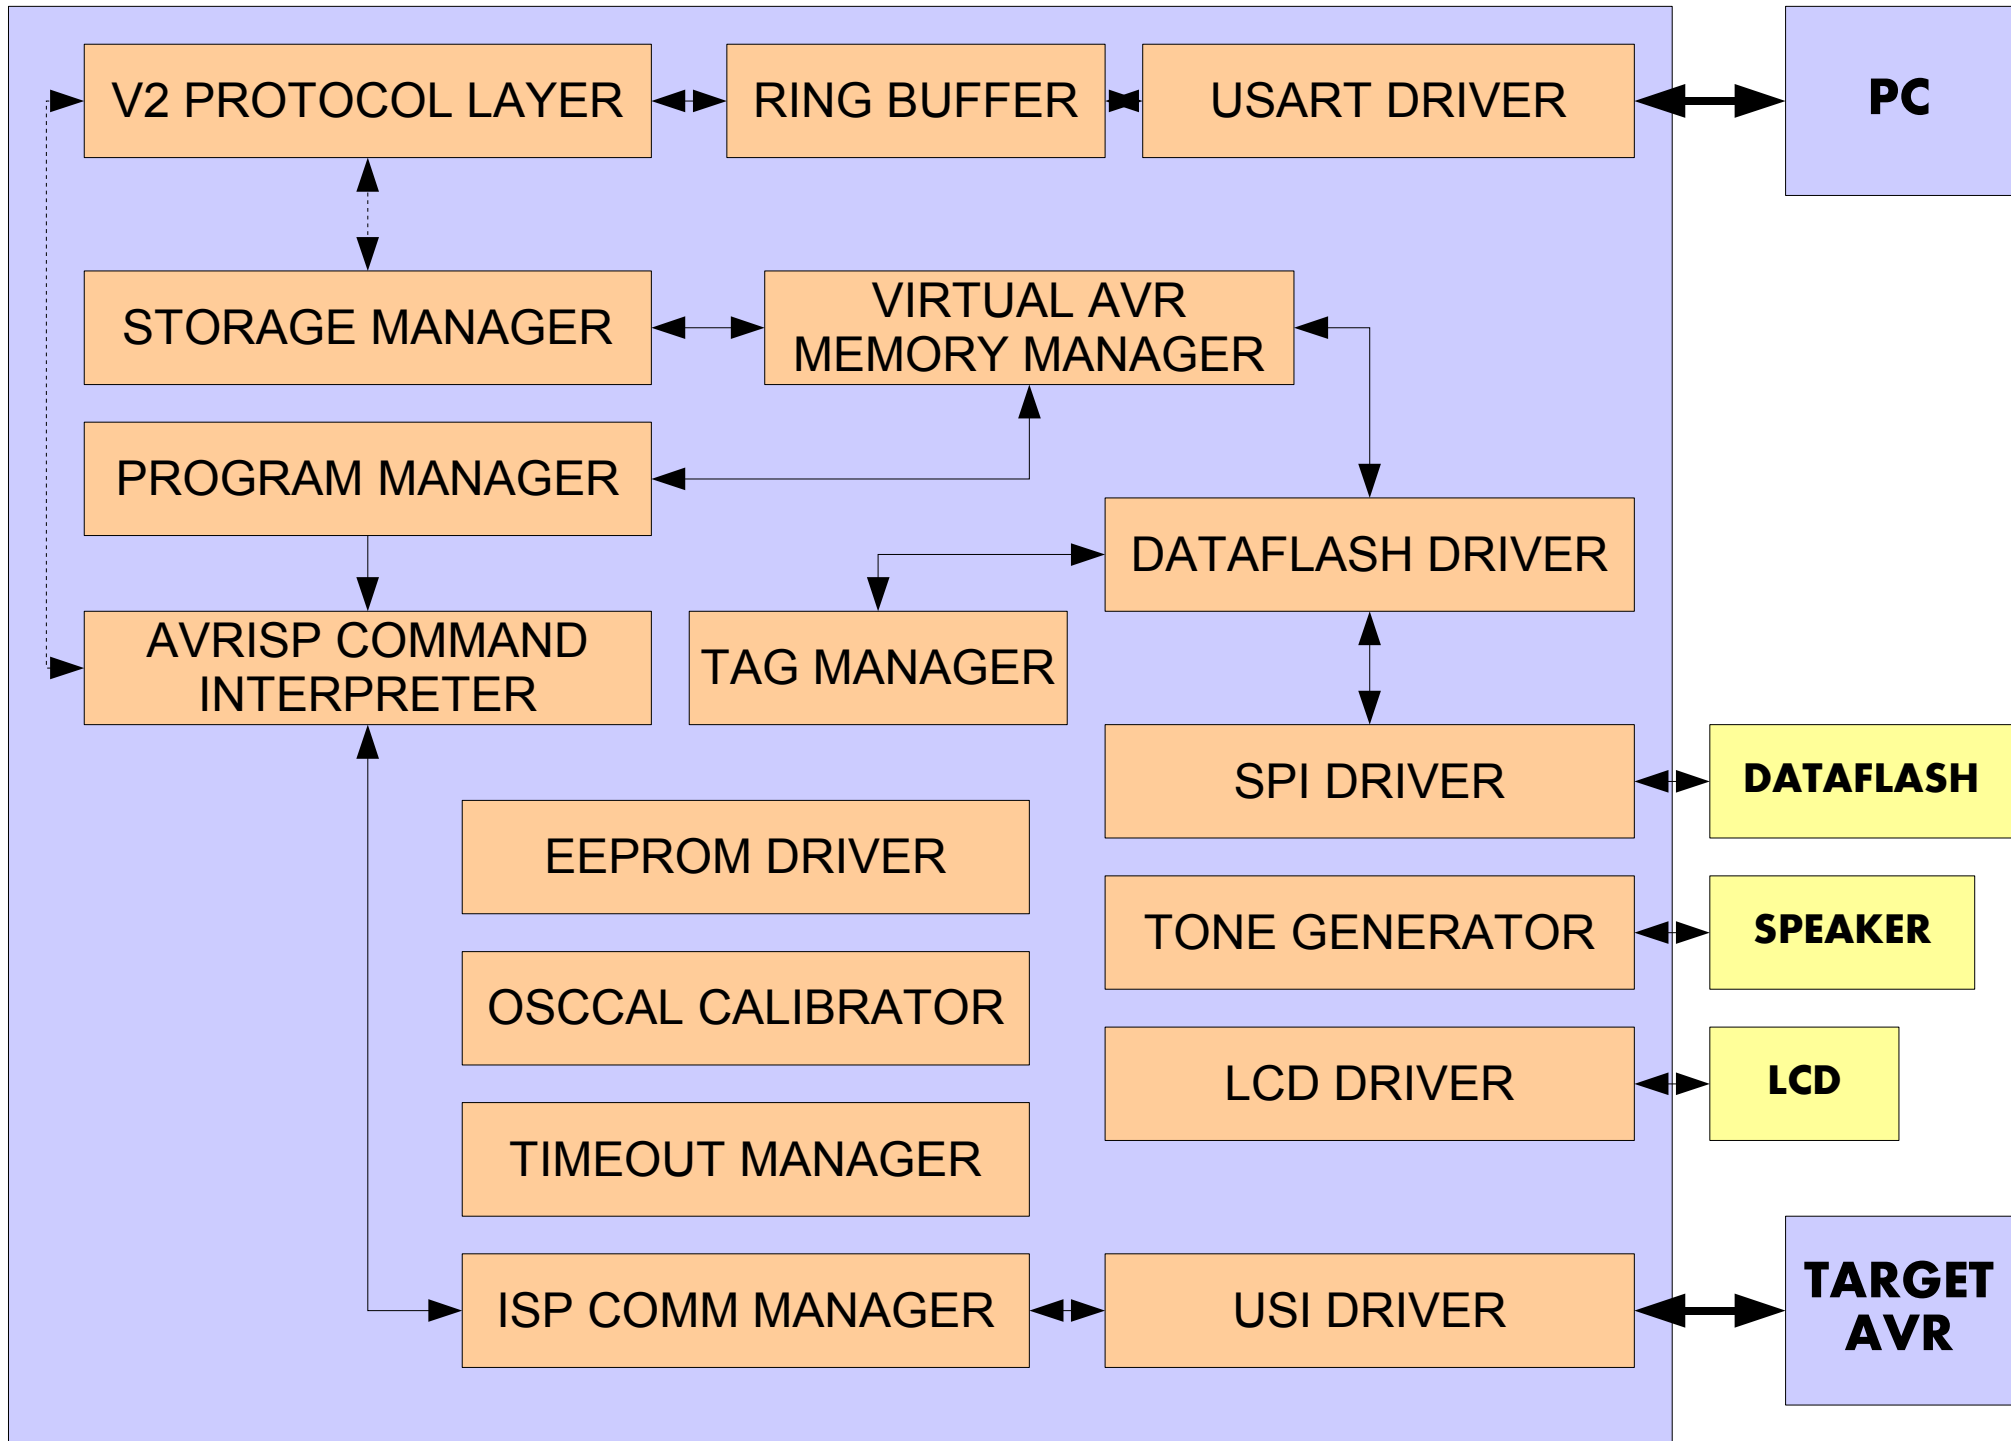 V2 PROTOCOL LAYER
RING BUFFER
USART DRIVER
PC
STORAGE MANAGER
VIRTUAL AVR
MEMORY MANAGER
PROGRAM MANAGER
DATAFLASH DRIVER
AVRISP COMMAND
INTERPRETER
TAG MANAGER
SPI DRIVER
DATAFLASH
EEPROM DRIVER
TONE GENERATOR
SPEAKER
OSCCAL CALIBRATOR
LCD DRIVER
LCD
TIMEOUT MANAGER
ISP COMM MANAGER
USI DRIVER
TARGET
AVR